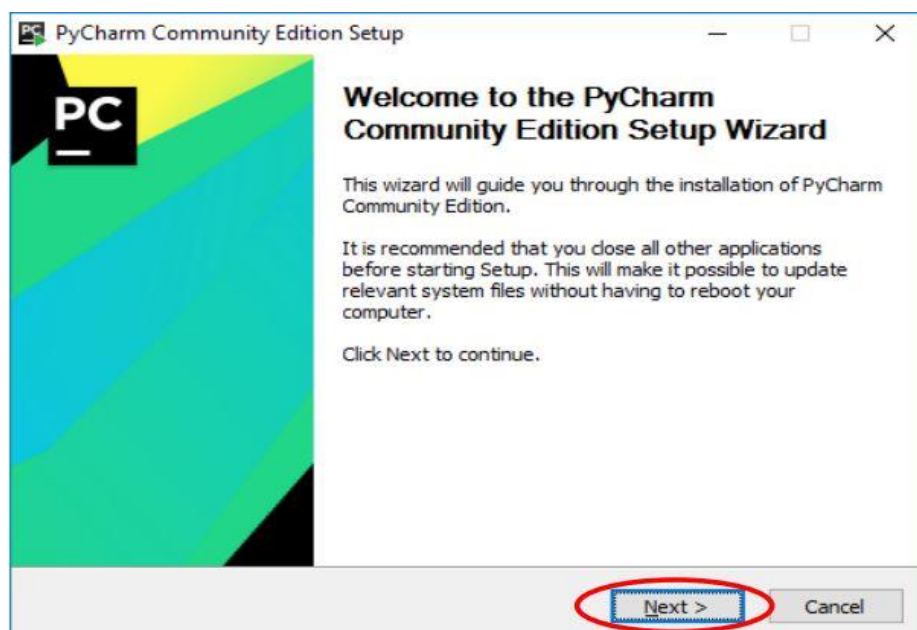 PyCharm Community Edition Setup
PC
Welcome to the PyCharm
Community Edition Setup Wizard
This wizard will guide you through the installation of PyCharm
Community Edition.
It is recommended that you close all other applications
before starting Setup. This will make it possible to update
relevant system files without having to reboot your
computer.
Click Next to continue.
Next >
Cancel